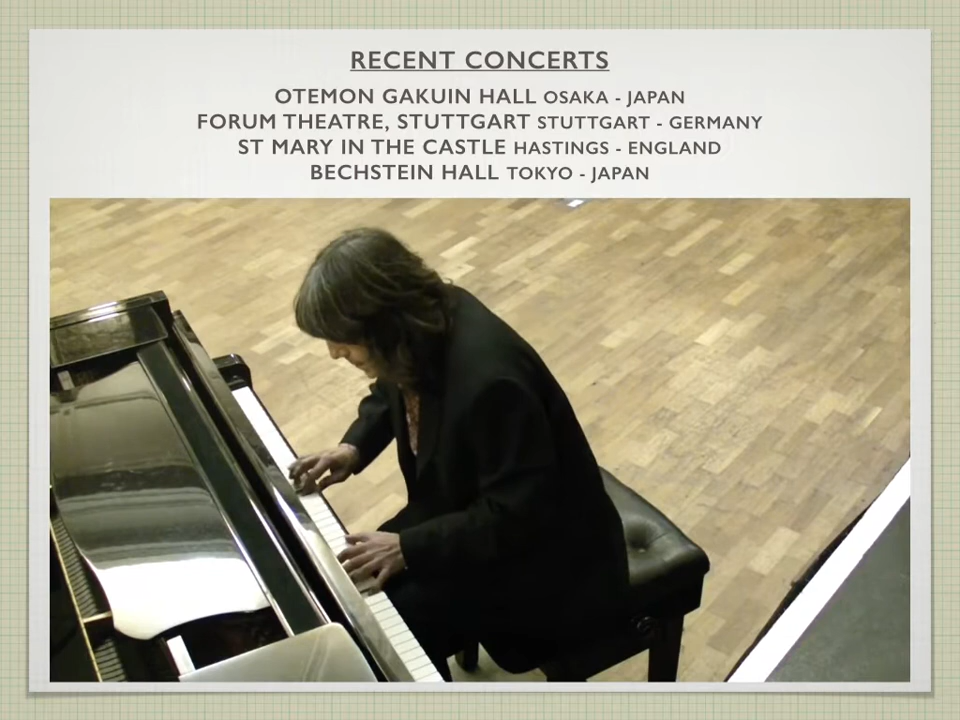 RECENT CONCERTS
OTEMON GAKUIN HALL OSAKA - JAPAN
FORUM THEATRE, STUTTGART STUTTGART - GERMANY
ST MARY IN THE CASTLE HASTINGS - ENGLAND
BECHSTEIN HALL TOKYO - JAPAN